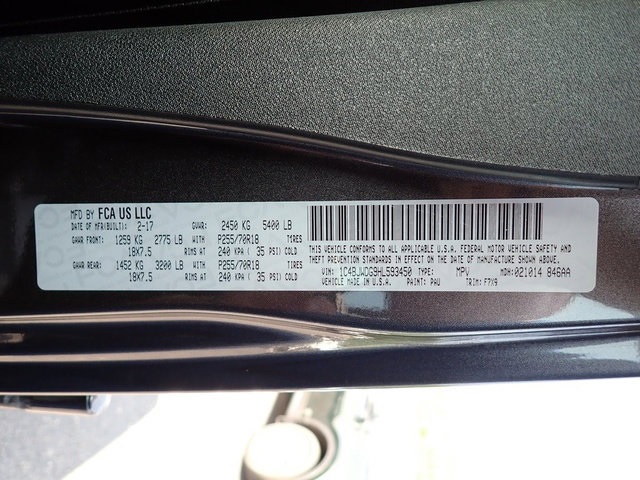 MFD BY FCA US LLC
DATE OF MFR(BUILT): 2-17 GVWR: 2450 KG 5400 LB
GAWR FRONT: 1259 KG 2775 LB WITH P255/70R18 TIRES
18X7.5 RIMS AT 240 KPA ( 35 PSI) COLD
GAWR REAR: 1452 KG 3200 LB WITH P255/70R18 TIRES
18X7.5 RIMS AT 240 KPA ( 35 PSI) COLD
THIS VEHICLE CONFORMS TO ALL APPLICABLE U.S.A. FEDERAL MOTOR VEHICLE SAFETY AND
THEFT PREVENTION STANDARDS IN EFFECT ON THE DATE OF MANUFACTURE SHOWN ABOVE.
VIN: 1C4BJWDG9HL593450 TYPE: MPV MDH:021014 846AA
VEHICLE MADE IN U.S.A. PAINT: PAU TRIM: F7X9